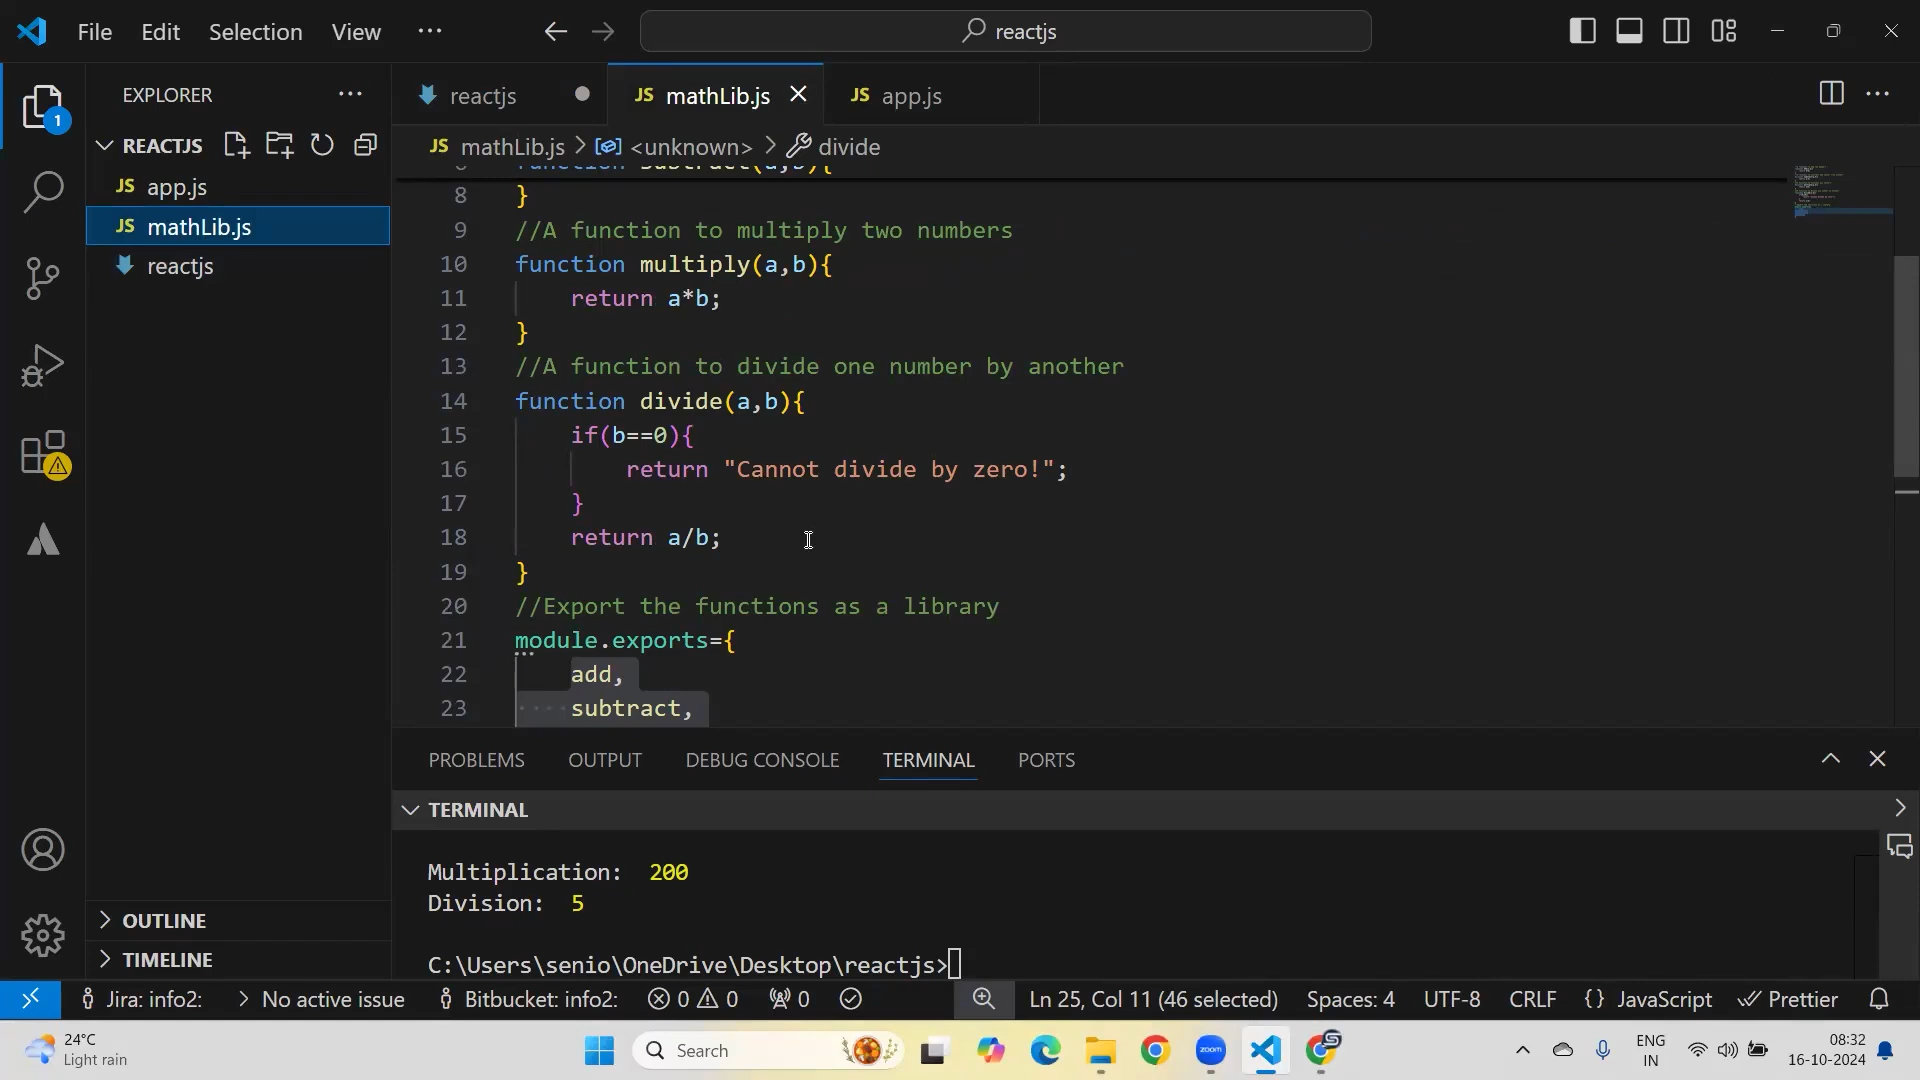 File Edit Selection View ... reactjs
EXPLORER ...
reactjs
JS mathLib.js
JS app.js
REACTJS
JS app.js
JS mathLib.js
reactjs
JS mathLib.js > <unknown> > divide
function subtract(a,b){
8 }
9 //A function to multiply two numbers
10 function multiply(a,b){
11 return a*b;
12 }
13 //A function to divide one number by another
14 function divide(a,b){
15 if(b==0){
16 return "Cannot divide by zero!";
17 }
18 return a/b;
19 }
20 //Export the functions as a library
21 module.exports={
22 add,
23 subtract,
PROBLEMS OUTPUT DEBUG CONSOLE TERMINAL PORTS
TERMINAL
Multiplication: 200
Division: 5
C:\Users\senio\OneDrive\Desktop\reactjs>
OUTLINE
TIMELINE
1
Jira: info2: > No active issue Bitbucket: info2: 0 0 0 Ln 25, Col 11 (46 selected) Spaces: 4 UTF-8 CRLF {} JavaScript Prettier
24°C
Light rain
Search
zoom
ENG
IN
08:32
16-10-2024